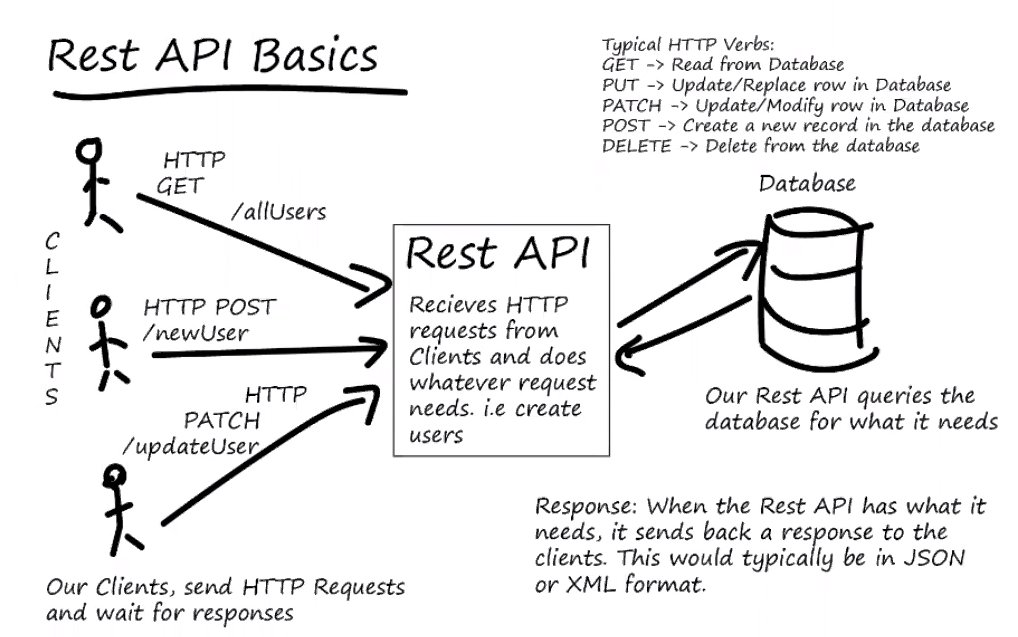 Rest API Basics
Typical HTTP Verbs:
GET -> Read from Database
PUT -> Update/Replace row in Database
PATCH -> Update/Modify row in Database
POST -> Create a new record in the database
DELETE -> Delete from the database
CLIENTS
HTTP
GET
/allUsers
HTTP POST
/newUser
HTTP
PATCH
/updateUser
Our Clients, send HTTP Requests
and wait for responses
Rest API
Recieves HTTP
requests from
Clients and does
whatever request
needs. i.e create
users
Database
Our Rest API queries the
database for what it needs
Response: When the Rest API has what it
needs, it sends back a response to the
clients. This would typically be in JSON
or XML format.